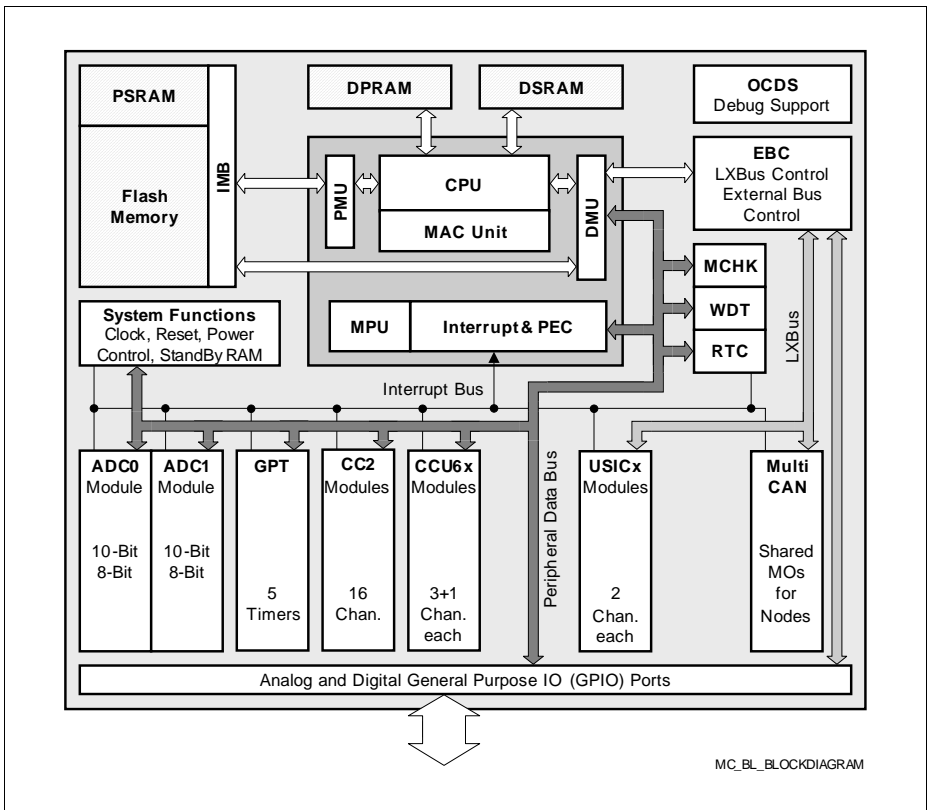 PSRAM
Flash
Memory
IMB
DPRAM
DSRAM
OCDS
Debug Support
PMU
CPU
MAC Unit
DMU
EBC
LXBus Control
External Bus
Control
MPU
Interrupt & PEC
MCHK
WDT
RTC
LXBus
System Functions
Clock, Reset, Power
Control, StandBy RAM
Interrupt Bus
Peripheral Data Bus
ADC0
Module
10-Bit
8-Bit
ADC1
Module
10-Bit
8-Bit
GPT
5
Timers
CC2
Modules
16
Chan.
CCU6x
Modules
3+1
Chan.
each
USICx
Modules
2
Chan.
each
Multi
CAN
Shared
MOs
for
Nodes
Analog and Digital General Purpose IO (GPIO) Ports
MC_BL_BLOCKDIAGRAM